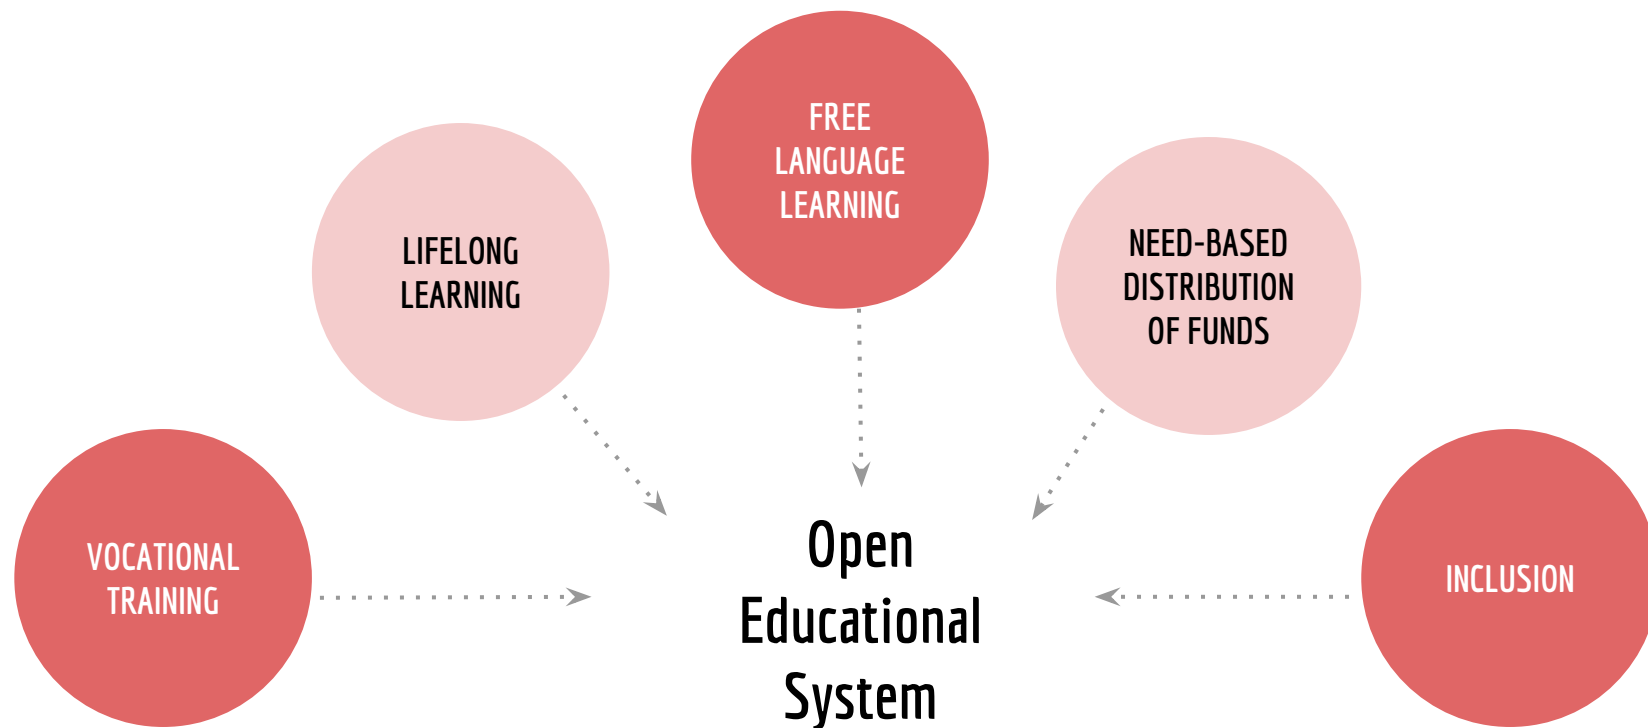 FREE
LANGUAGE
LEARNING
LIFELONG
LEARNING
NEED-BASED
DISTRIBUTION
OF FUNDS
VOCATIONAL
TRAINING
INCLUSION
Open
Educational
System